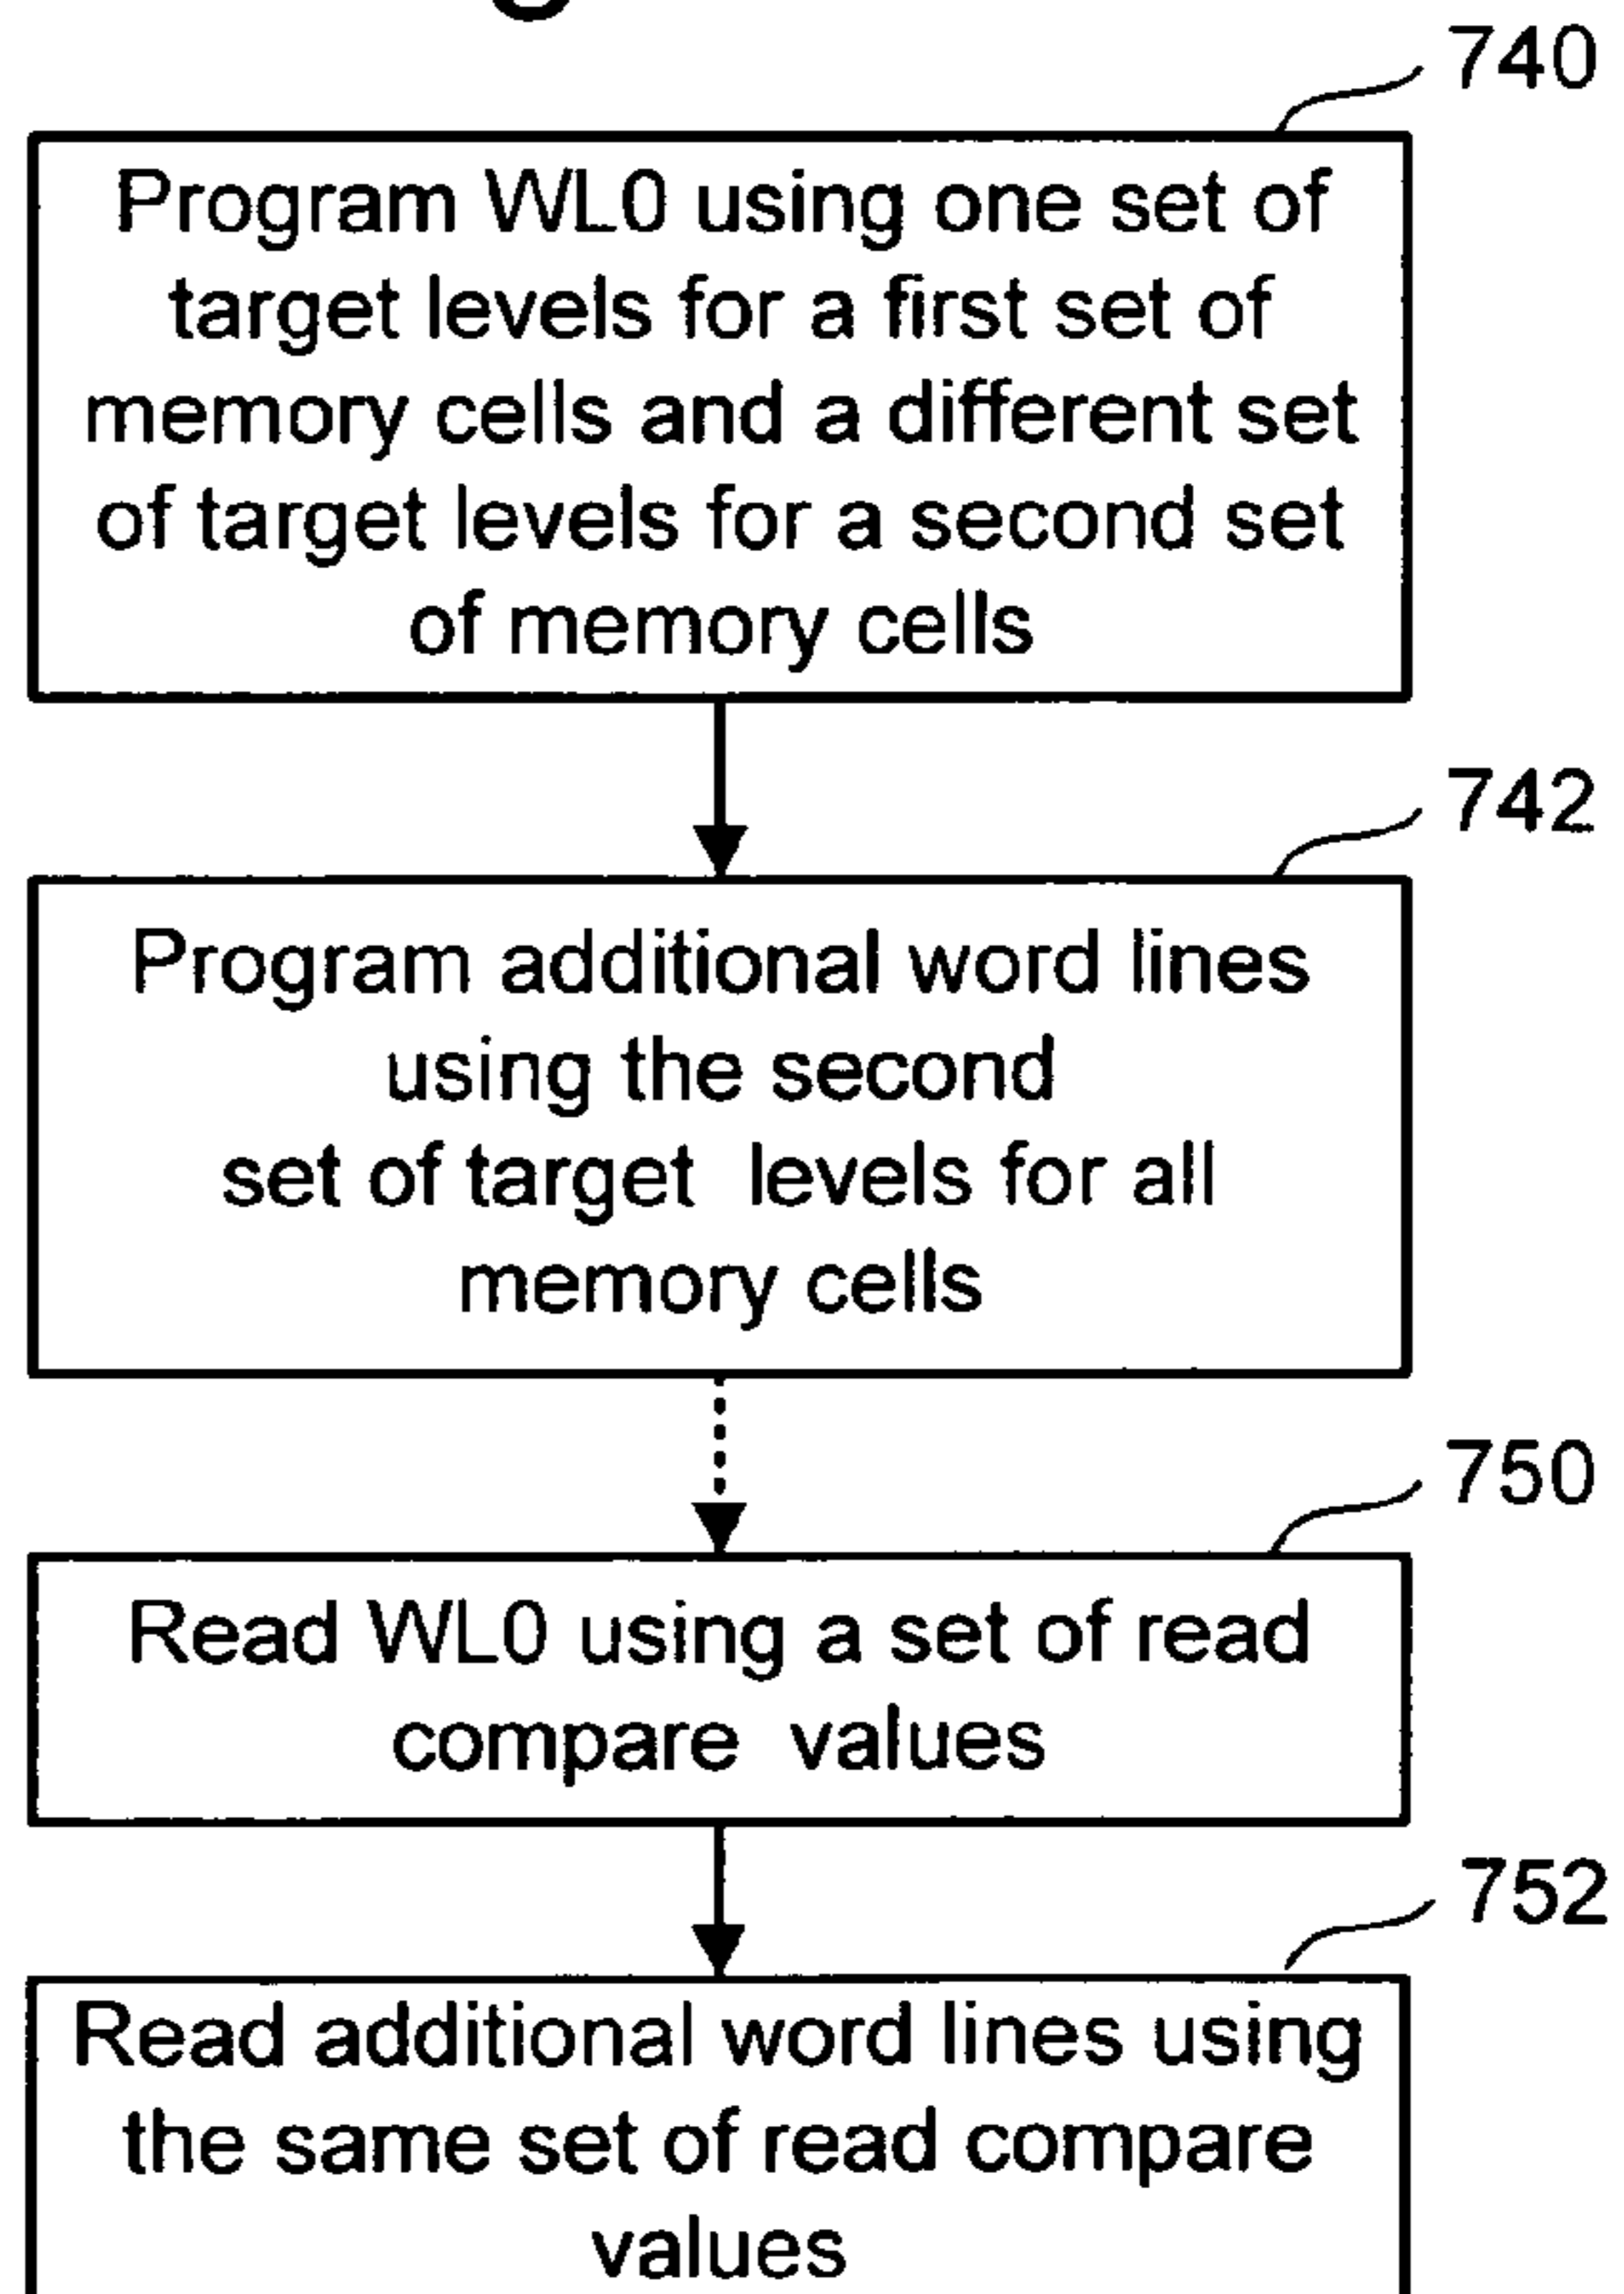 740
Program WL0 using one set of
target levels for a first set of
memory cells and a different set
of target levels for a second set
of memory cells
742
Program additional word lines
using the second
set of target levels for all
memory cells
750
Read WL0 using a set of read
compare values
752
Read additional word lines using
the same set of read compare
values